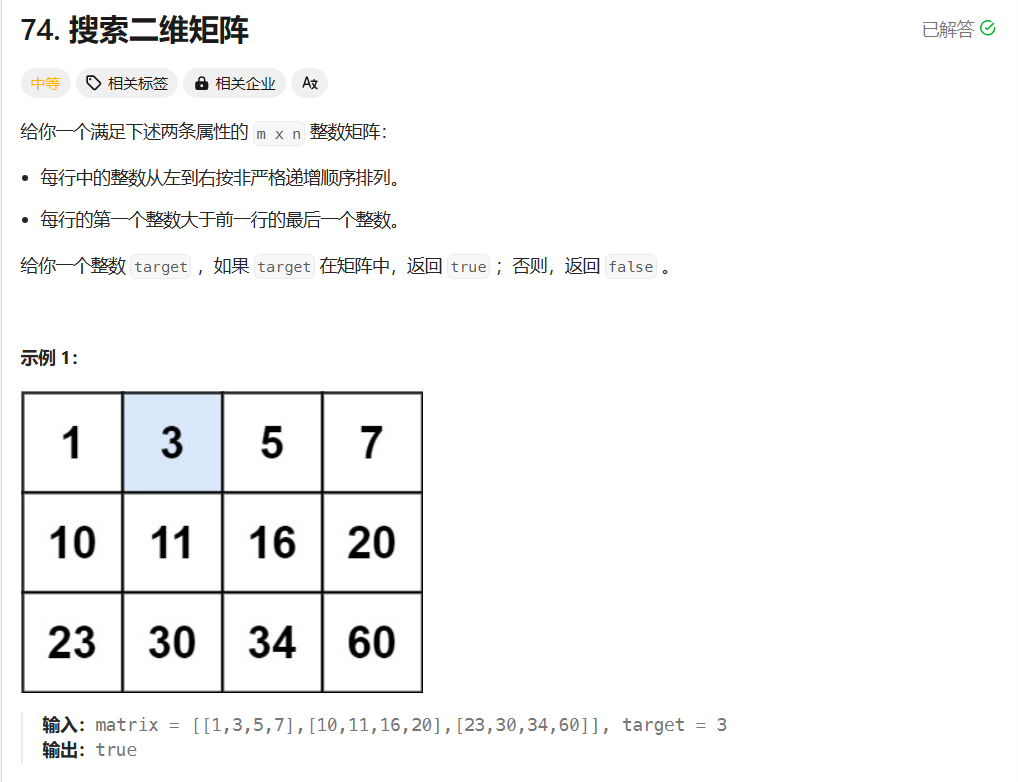 74. 搜索二维矩阵
已解答
中等 相关标签 相关企业 Aあ
给你一个满足下述两条属性的 m x n 整数矩阵：
• 每行中的整数从左到右按非严格递增顺序排列。
• 每行的第一个整数大于前一行的最后一个整数。
给你一个整数 target ，如果 target 在矩阵中，返回 true ；否则，返回 false 。
示例 1：
1 3 5 7
10 11 16 20
23 30 34 60
输入：matrix = [[1,3,5,7],[10,11,16,20],[23,30,34,60]], target = 3
输出：true